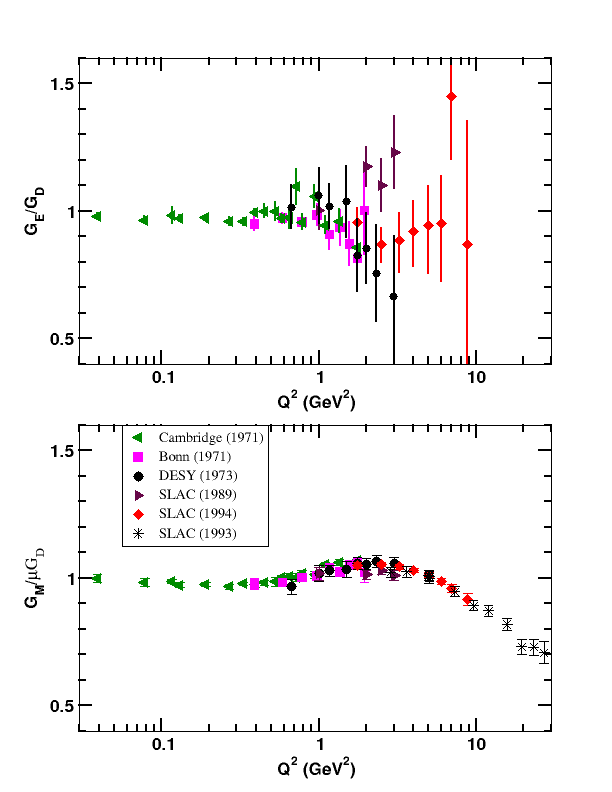 1.5
1
0.5
G_E/G_D
0.1 1 10
Q² (GeV²)
1.5
1
0.5
G_M/μG_D
Cambridge (1971)
Bonn (1971)
DESY (1973)
SLAC (1989)
SLAC (1994)
SLAC (1993)
0.1 1 10
Q² (GeV²)